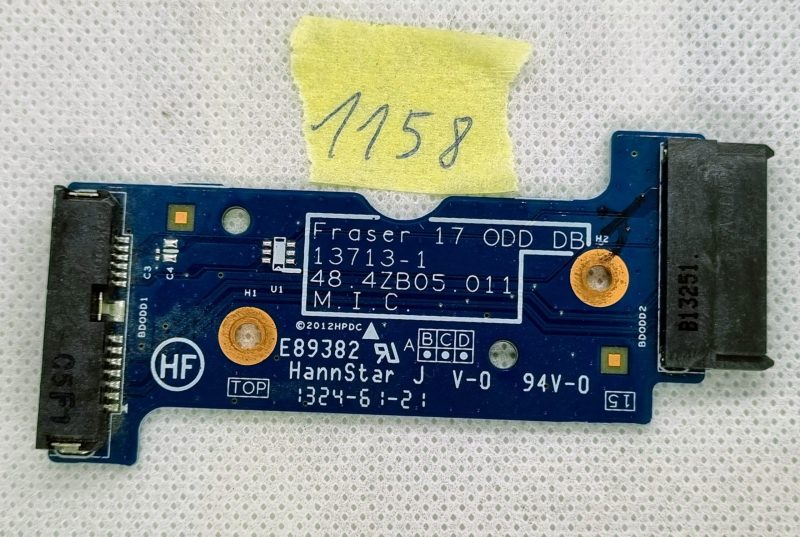 1158
Fraser 17 ODD DB
13713-1
48.4ZB05.011
M.I.C.
H2
C3
C4
U1
H1
BDODD1
©2012HPDC
E89382
A
B C D
HF
TOP
HannStar J V-0 94V-0
1324-61-21
15
BDODD2
B13251.
05F1